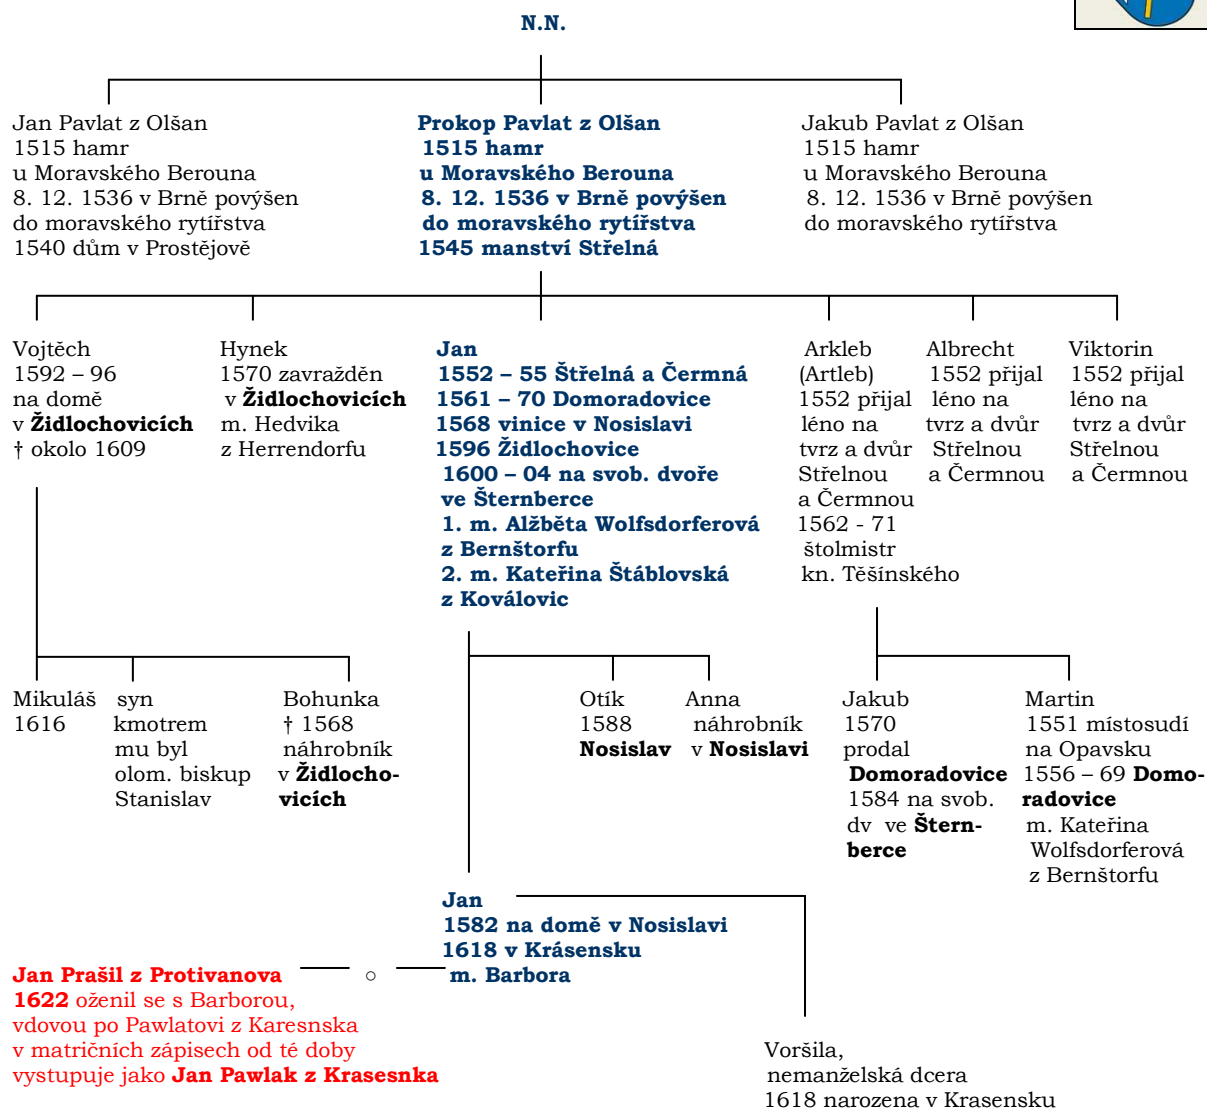 N.N.
Jan Pavlat z Olšan
1515 hamr
u Moravského Berouna
8. 12. 1536 v Brně povýšen
do moravského rytířstva
1540 dům v Prostějově
Prokop Pavlat z Olšan
1515 hamr
u Moravského Berouna
8. 12. 1536 v Brně povýšen
do moravského rytířstva
1545 manství Střelná
Jakub Pavlat z Olšan
1515 hamr
u Moravského Berouna
8. 12. 1536 v Brně povýšen
do moravského rytířstva
Vojtěch
1592 – 96
na domě
v Židlochovicích
† okolo 1609
Hynek
1570 zavražděn
v Židlochovicích
m. Hedvika
z Herrendorfu
Jan
1552 – 55 Štřelná a Čermná
1561 – 70 Domoradovice
1568 vinice v Nosislavi
1596 Židlochovice
1600 – 04 na svob. dvoře
ve Šternberce
1. m. Alžběta Wolfsdorferová
z Bernštorfu
2. m. Kateřina Štáblovská
z Koválovic
Arkleb
(Artleb)
1552 přijal
léno na
tvrz a dvůr
Střelnou
a Čermnou
1562 - 71
štolmistr
kn. Těšínského
Albrecht
1552 přijal
léno na
tvrz a dvůr
Střelnou
a Čermnou
Viktorin
1552 přijal
léno na
tvrz a dvůr
Střelnou
a Čermnou
Mikuláš
1616
syn
kmotrem
mu byl
olom. biskup
Stanislav
Bohunka
† 1568
náhrobník
v Židlocho-
vicích
Otík
1588
Nosislav
Anna
náhrobník
v Nosislavi
Jakub
1570
prodal
Domoradovice
1584 na svob.
dv ve Štern-
berce
Martin
1551 místosudí
na Opavsku
1556 – 69 Domo-
radovice
m. Kateřina
Wolfsdorferová
z Bernštorfu
Jan
1582 na domě v Nosislavi
1618 v Krásensku
m. Barbora
Jan Prašil z Protivanova
1622 oženil se s Barborou,
vdovou po Pawlatovi z Karesnska
v matričních zápisech od té doby
vystupuje jako Jan Pawlak z Krasesnka
Voršila,
nemanželská dcera
1618 narozena v Krasensku